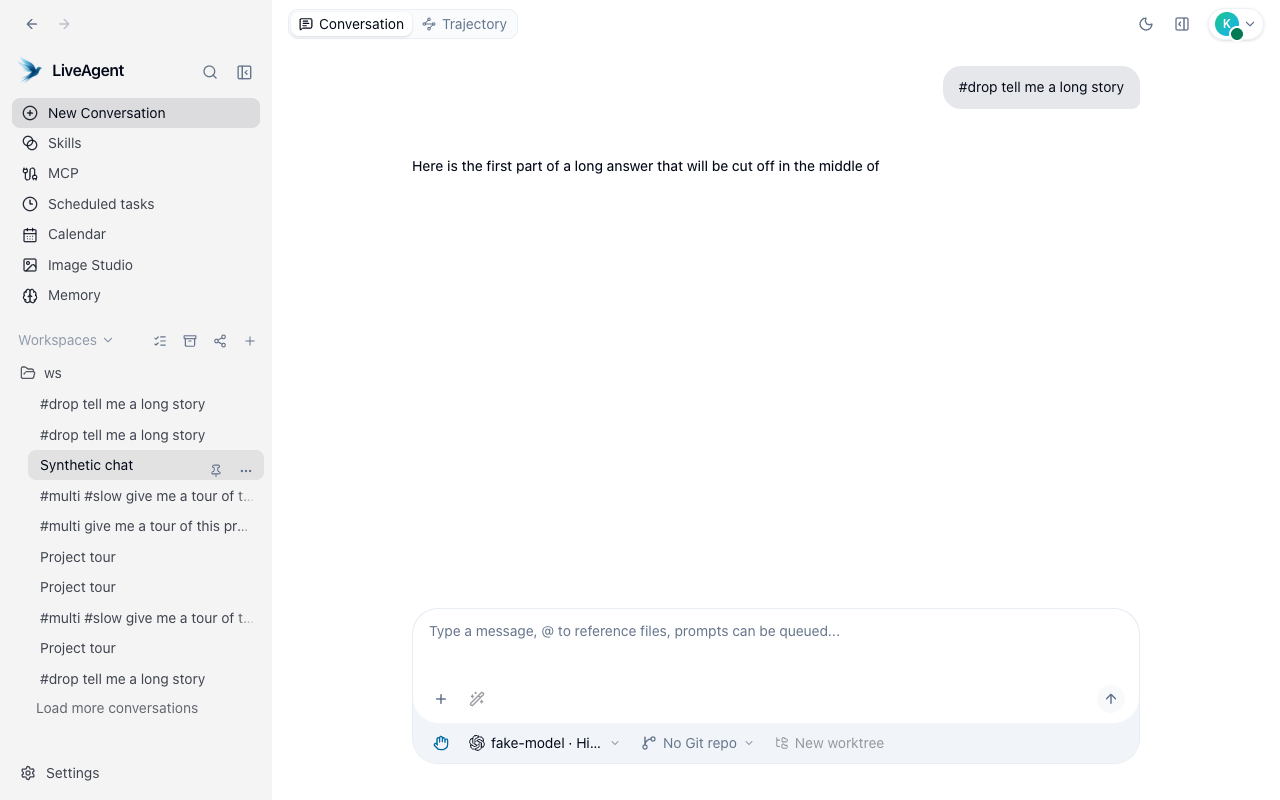 Conversation
Trajectory
K
LiveAgent
New Conversation
Skills
MCP
Scheduled tasks
Calendar
Image Studio
Memory
Workspaces
ws
#drop tell me a long story
#drop tell me a long story
Synthetic chat
#multi #slow give me a tour of t...
#multi give me a tour of this pr...
Project tour
Project tour
#multi #slow give me a tour of t...
Project tour
#drop tell me a long story
Load more conversations
Settings
#drop tell me a long story
Here is the first part of a long answer that will be cut off in the middle of
Type a message, @ to reference files, prompts can be queued...
fake-model · Hi...
No Git repo
New worktree